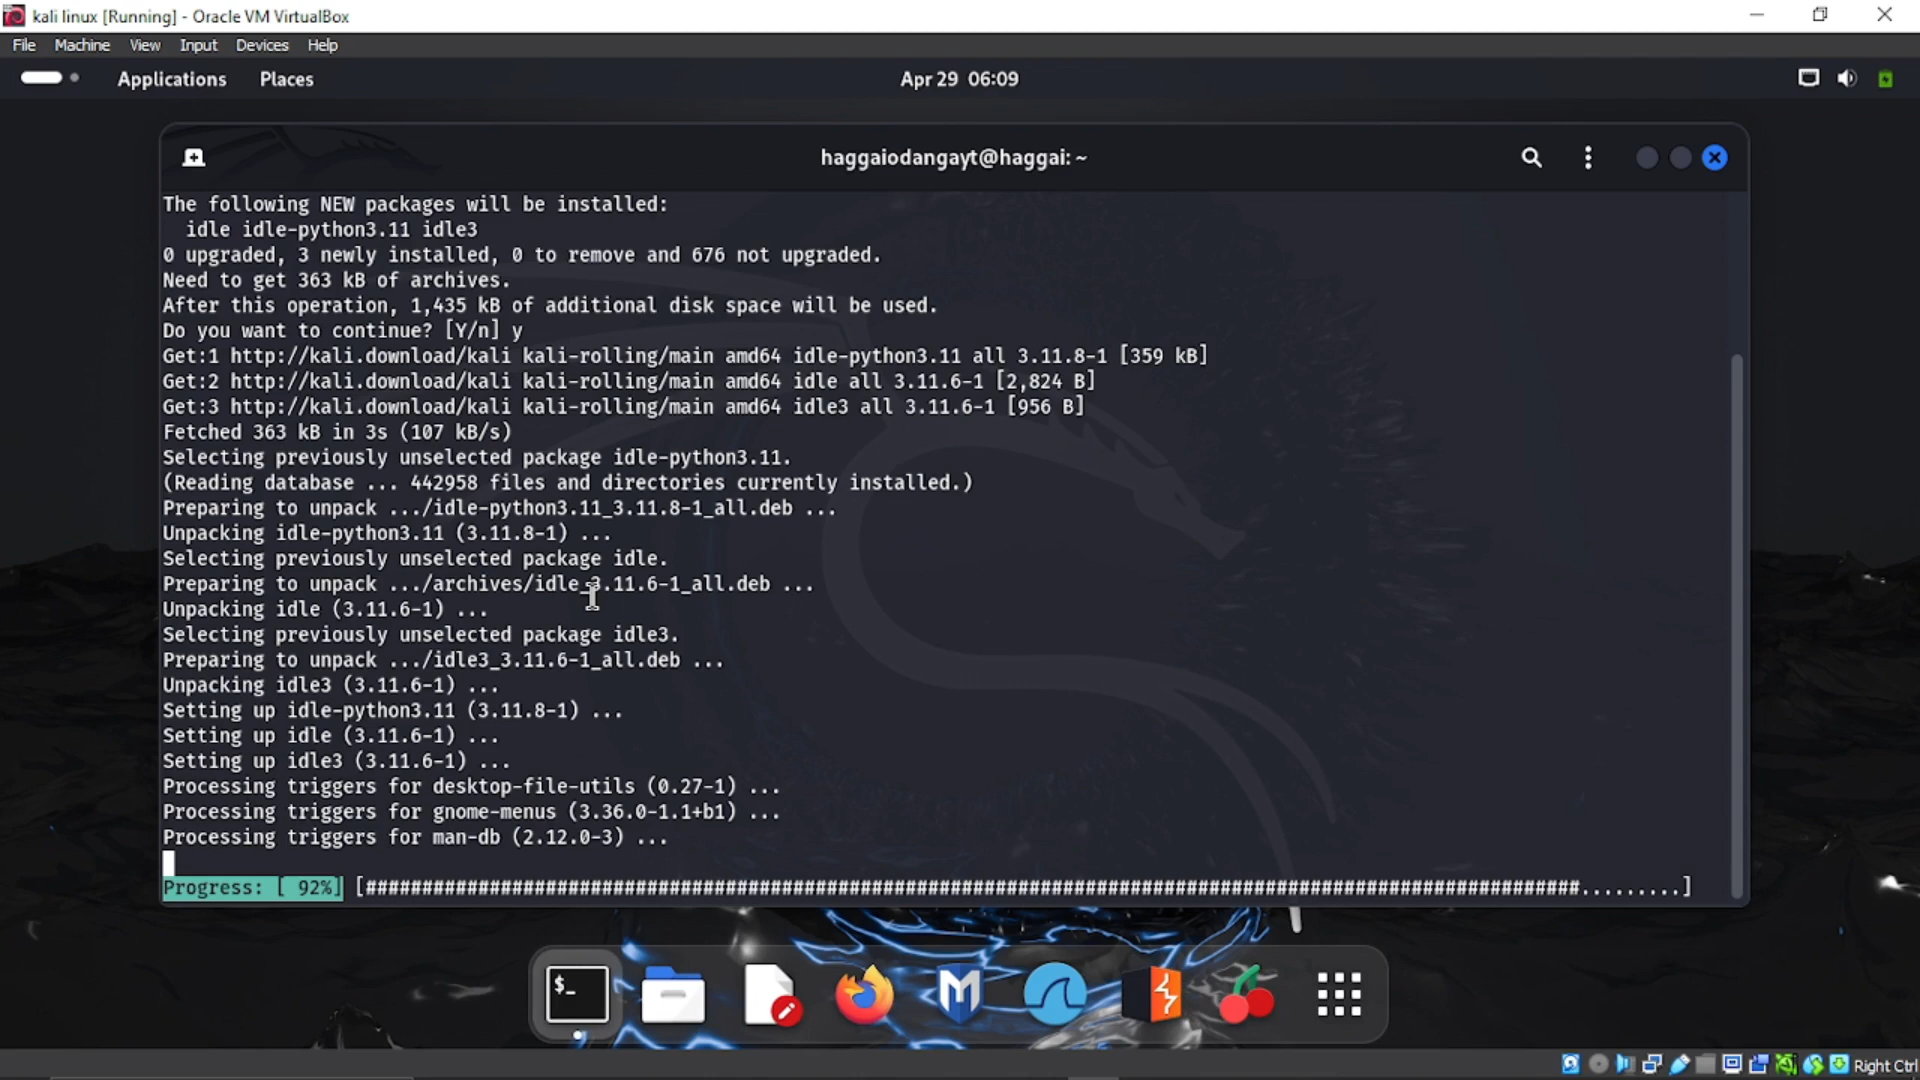 kali linux [Running] - Oracle VM VirtualBox
File Machine View Input Devices Help
Applications Places Apr 29 06:09
haggaiodangayt@haggai: ~
The following NEW packages will be installed:
idle idle-python3.11 idle3
0 upgraded, 3 newly installed, 0 to remove and 676 not upgraded.
Need to get 363 kB of archives.
After this operation, 1,435 kB of additional disk space will be used.
Do you want to continue? [Y/n] y
Get:1 http://kali.download/kali kali-rolling/main amd64 idle-python3.11 all 3.11.8-1 [359 kB]
Get:2 http://kali.download/kali kali-rolling/main amd64 idle all 3.11.6-1 [2,824 B]
Get:3 http://kali.download/kali kali-rolling/main amd64 idle3 all 3.11.6-1 [956 B]
Fetched 363 kB in 3s (107 kB/s)
Selecting previously unselected package idle-python3.11.
(Reading database ... 442958 files and directories currently installed.)
Preparing to unpack .../idle-python3.11_3.11.8-1_all.deb ...
Unpacking idle-python3.11 (3.11.8-1) ...
Selecting previously unselected package idle.
Preparing to unpack .../archives/idle_3.11.6-1_all.deb ...
Unpacking idle (3.11.6-1) ...
Selecting previously unselected package idle3.
Preparing to unpack .../idle3_3.11.6-1_all.deb ...
Unpacking idle3 (3.11.6-1) ...
Setting up idle-python3.11 (3.11.8-1) ...
Setting up idle (3.11.6-1) ...
Setting up idle3 (3.11.6-1) ...
Processing triggers for desktop-file-utils (0.27-1) ...
Processing triggers for gnome-menus (3.36.0-1.1+b1) ...
Processing triggers for man-db (2.12.0-3) ...
Progress: [ 92%] [############################################################################################################.........]
$_ M
Right Ctrl